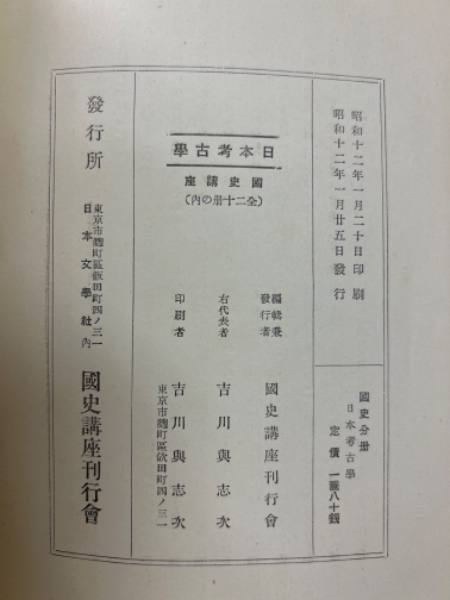 昭和十二年一月二十日印刷
昭和十二年一月廿五日發行
國史分册
日本考古學
定價 一圓八十錢
日本考古學
國史講座
(全二十册の內)
編輯兼
發行者
國史講座刊行會
右代表者
吉川與志次
印刷者
吉川與志次
東京市麴町區飯田町四ノ三一
發行所
東京市麴町區飯田町四ノ三一
日本文學社內
國史講座刊行會